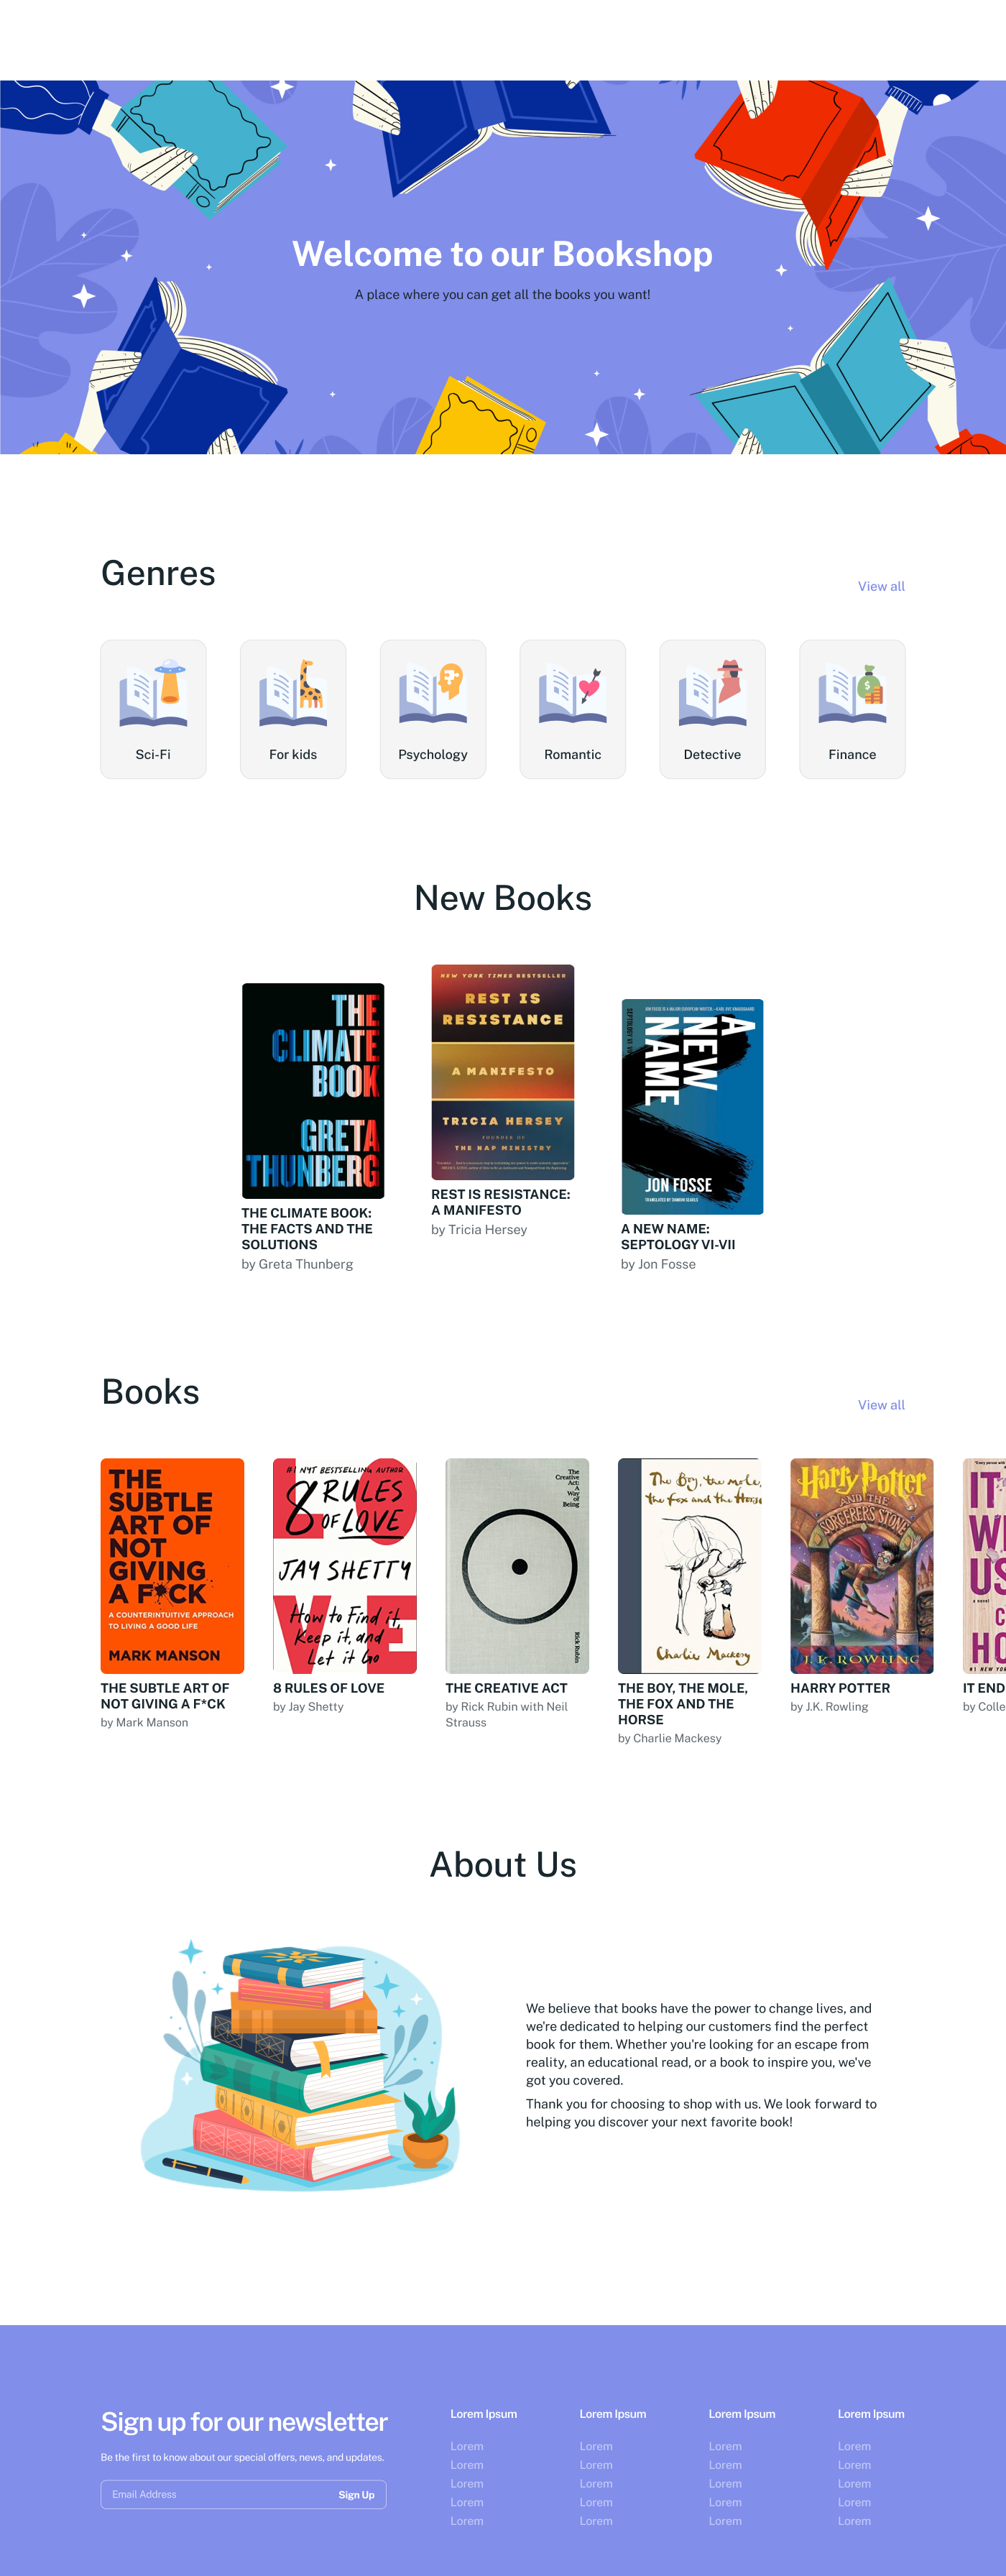 Welcome to our Bookshop
A place where you can get all the books you want!
Genres
View all
Sci-Fi
For kids
Psychology
Romantic
Detective
Finance
New Books
THE
CLIMATE
BOOK
GRETA
THUNBERG
THE CLIMATE BOOK:
THE FACTS AND THE
SOLUTIONS
by Greta Thunberg
NEW YORK TIMES BESTSELLER
REST IS
RESISTANCE
A MANIFESTO
TRICIA HERSEY
FOUNDER OF
THE NAP MINISTRY
REST IS RESISTANCE:
A MANIFESTO
by Tricia Hersey
A
NEW
NAME
JON FOSSE
A NEW NAME:
SEPTOLOGY VI-VII
by Jon Fosse
Books
View all
THE
SUBTLE
ART OF
NOT
GIVING
A F CK
A COUNTERINTUITIVE APPROACH
TO LIVING A GOOD LIFE
MARK MANSON
THE SUBTLE ART OF
NOT GIVING A F*CK
by Mark Manson
#1 NYT BESTSELLING AUTHOR
8 RULES
OF LOVE
JAY SHETTY
How to Find it,
Keep it, and
Let it Go
8 RULES OF LOVE
by Jay Shetty
The
Creative
Act:
A Way
of
Being
Rick Rubin
THE CREATIVE ACT
by Rick Rubin with Neil
Strauss
The Boy, the mole,
the fox and the Horse
Charlie Mackesy
THE BOY, THE MOLE,
THE FOX AND THE
HORSE
by Charlie Mackesy
Harry Potter
AND THE
SORCERER'S STONE
J.K. ROWLING
HARRY POTTER
by J.K. Rowling
IT
US
a novel
C
HO
#1 NEW YOR
IT END
by Colle
About Us
We believe that books have the power to change lives, and
we're dedicated to helping our customers find the perfect
book for them. Whether you're looking for an escape from
reality, an educational read, or a book to inspire you, we've
got you covered.
Thank you for choosing to shop with us. We look forward to
helping you discover your next favorite book!
Sign up for our newsletter
Be the first to know about our special offers, news, and updates.
Email Address
Sign Up
Lorem Ipsum
Lorem
Lorem
Lorem
Lorem
Lorem
Lorem Ipsum
Lorem
Lorem
Lorem
Lorem
Lorem
Lorem Ipsum
Lorem
Lorem
Lorem
Lorem
Lorem
Lorem Ipsum
Lorem
Lorem
Lorem
Lorem
Lorem